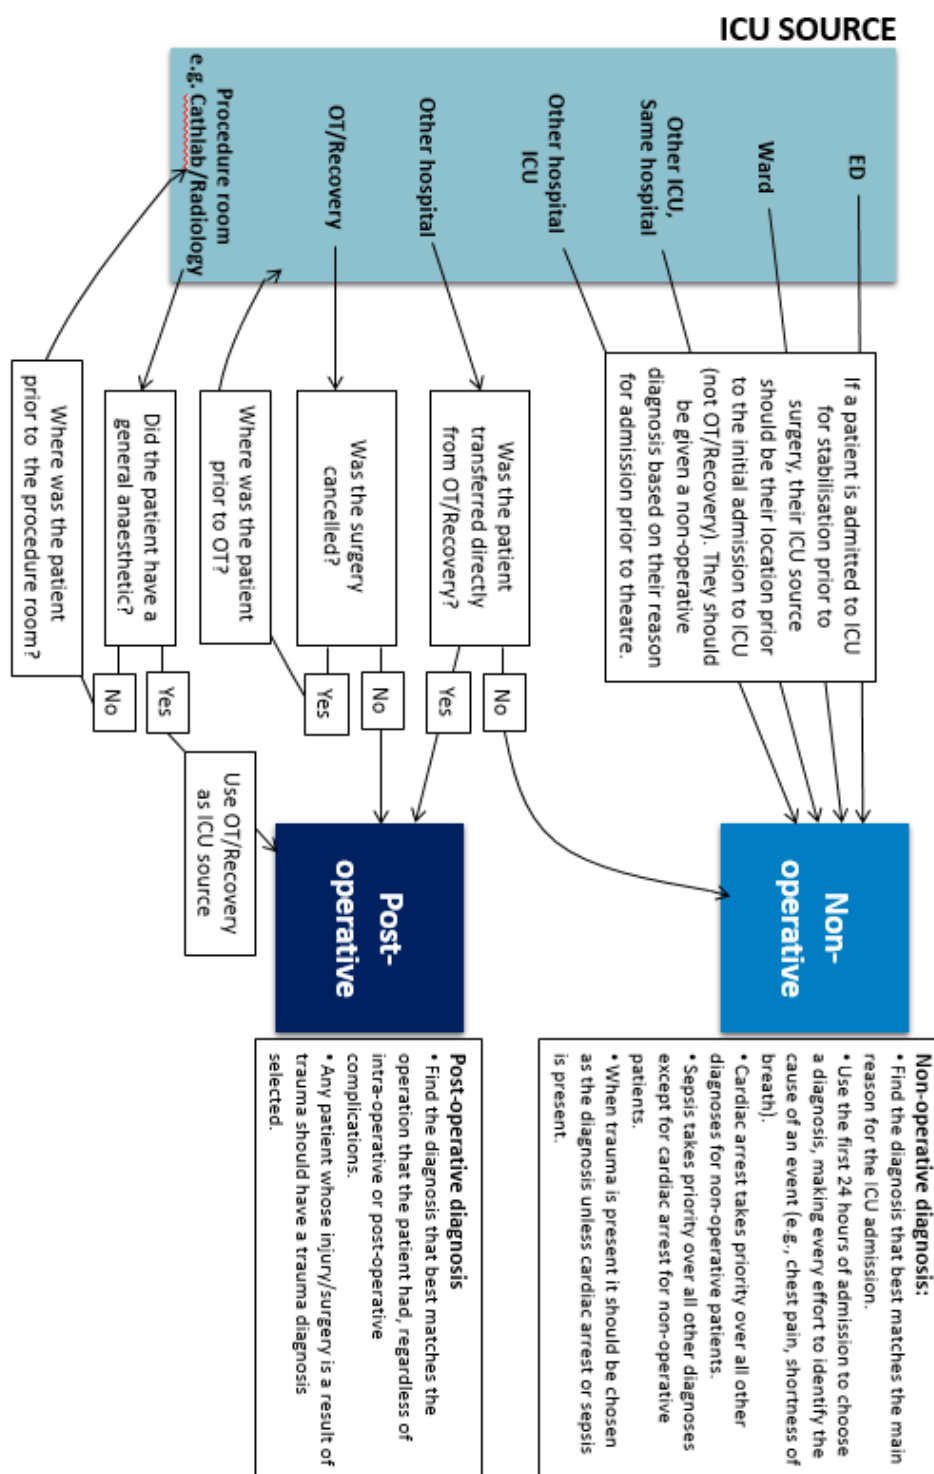 ICU SOURCE
ED
Ward
Other ICU,
Same hospital
Other hospital
ICU
Other hospital
OT/Recovery
Procedure room
e.g. Cathlab/Radiology
If a patient is admitted to ICU
for stabilisation prior to
surgery, their ICU source
should be their location prior
to the initial admission to ICU
(not OT/Recovery). They should
be given a non-operative
diagnosis based on their reason
for admission prior to theatre.
Was the patient
transferred directly
from OT/Recovery?
No
Yes
Was the surgery
cancelled?
No
Yes
Where was the patient
prior to OT?
Did the patient have a
general anaesthetic?
Yes
No
Where was the patient
prior to the procedure room?
Use OT/Recovery
as ICU source
Non-
operative
Post-
operative
Non-operative diagnosis:
• Find the diagnosis that best matches the main
reason for the ICU admission.
• Use the first 24 hours of admission to choose
a diagnosis, making every effort to identify the
cause of an event (e.g., chest pain, shortness of
breath).
• Cardiac arrest takes priority over all other
diagnoses for non-operative patients.
• Sepsis takes priority over all other diagnoses
except for cardiac arrest for non-operative
patients.
• When trauma is present it should be chosen
as the diagnosis unless cardiac arrest or sepsis
is present.
Post-operative diagnosis
• Find the diagnosis that best matches the
operation that the patient had, regardless of
intra-operative or post-operative
complications.
• Any patient whose injury/surgery is a result of
trauma should have a trauma diagnosis
selected.